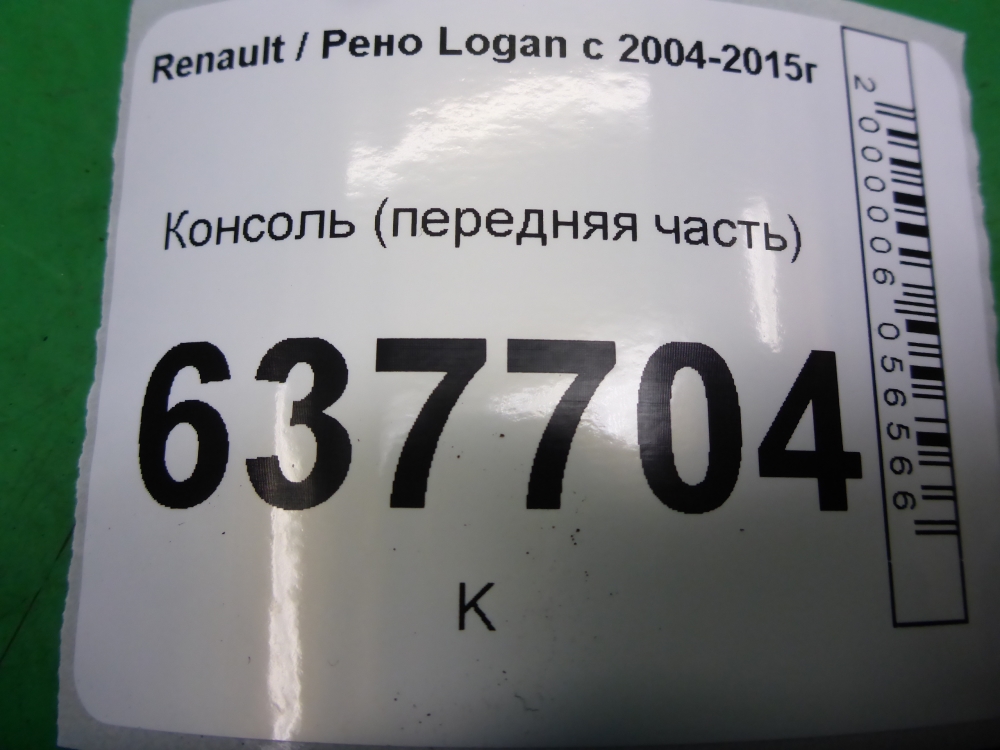 Renault / Рено Logan с 2004-2015г
Консоль (передняя часть)
637704
К
2000006056566